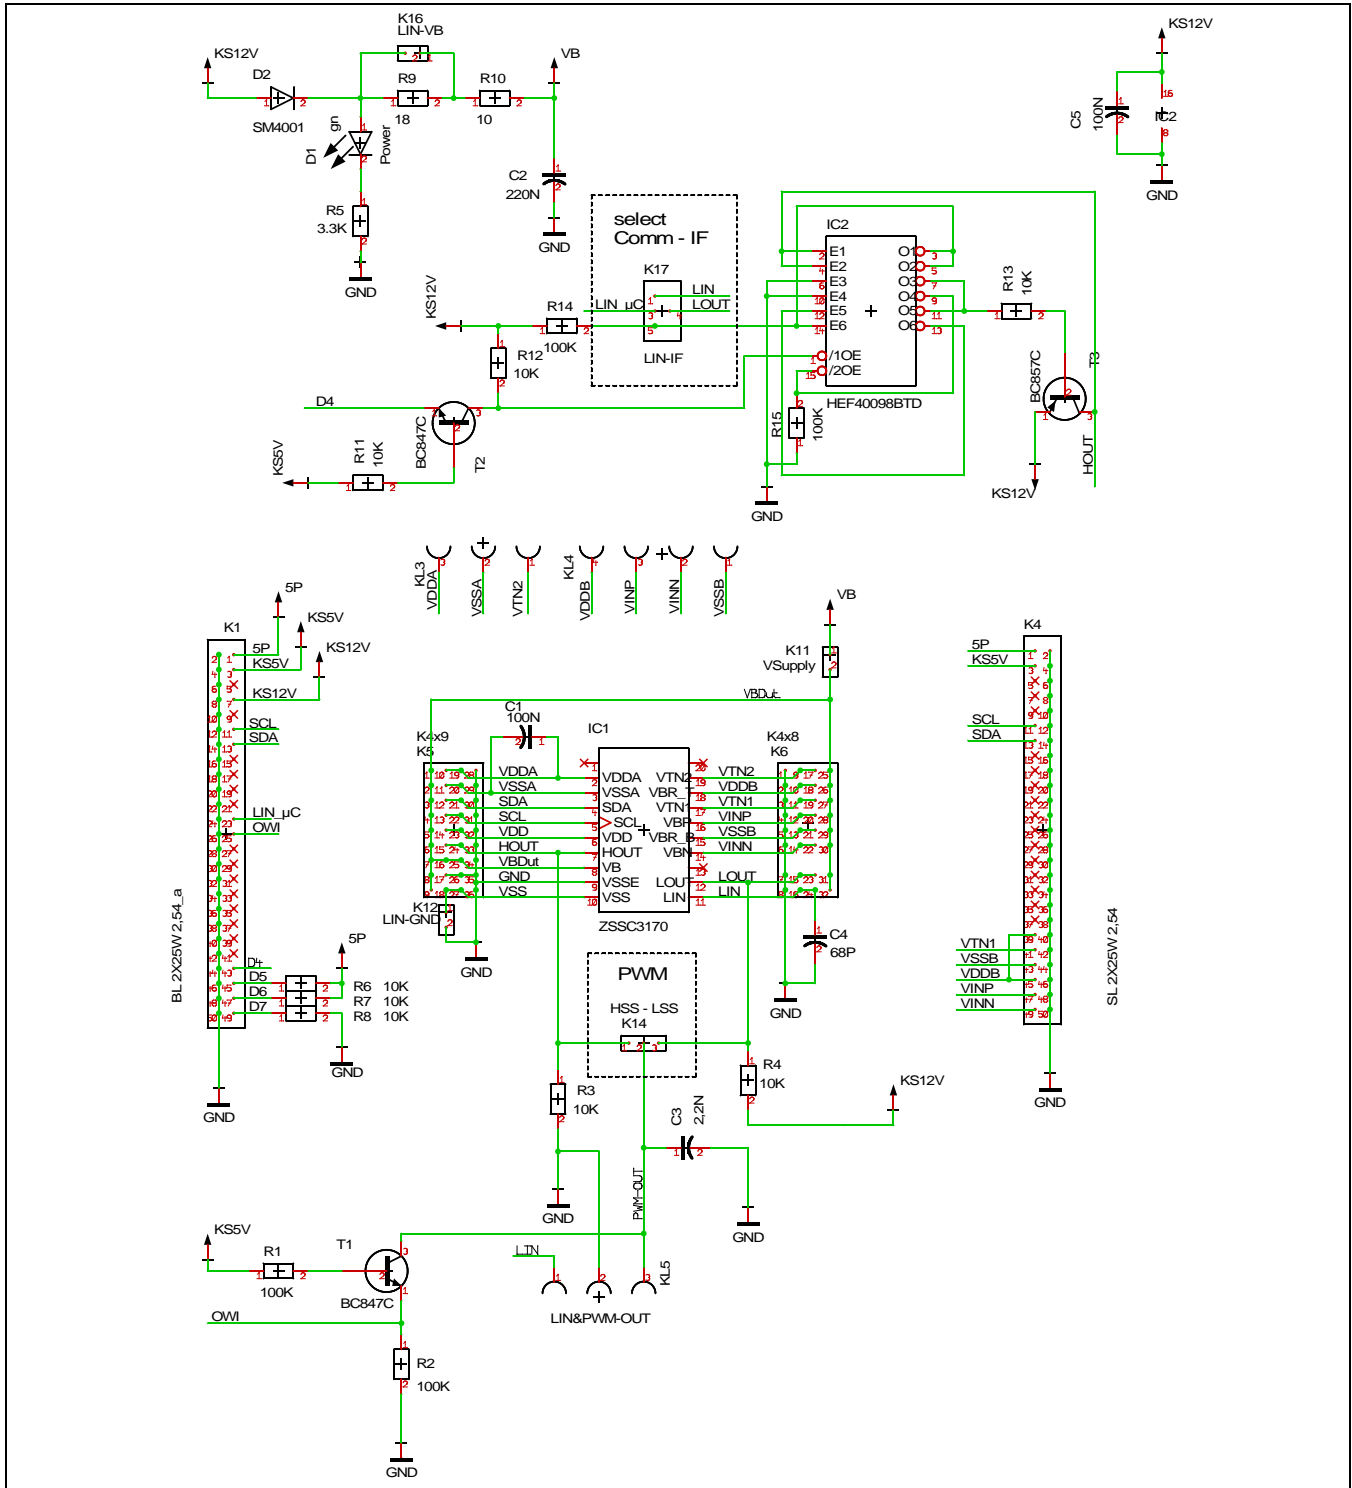 K16
LIN-VB
KS12V
D2
R9
R10
VB
SM4001
18
10
gn
D1
Power
R5
3.3K
GND
C2
220N
GND
KS12V
C5
100N
IC2
16
8
GND
select
Comm - IF
K17
LIN
LIN_µC
LOUT
LIN-IF
KS12V
R14
100K
R12
10K
D4
BC847C
T2
KS5V
R11
10K
IC2
E1
E2
E3
E4
E5
E6
/1OE
/2OE
O1
O2
O3
O4
O5
O6
HEF40098BTD
R15
100K
GND
R13
10K
BC857C
T3
KS12V
HOUT
KL3
VDDA
VSSA
VTN2
KL4
VDDB
VINP
VINN
VSSB
5P
KS5V
KS12V
K1
5P
KS5V
KS12V
SCL
SDA
LIN_µC
OWI
D4
D5
D6
D7
BL 2X25W 2,54_a
5P
R6 10K
R7 10K
R8 10K
GND
GND
VB
K11
VSupply
VBDut
C1
100N
K4x9
K5
IC1
K4x8
K6
VDDA
VSSA
SDA
SCL
VDD
HOUT
VBDut
GND
VSS
VDDA
VSSA
SDA
SCL
VDD
HOUT
VB
VSSE
VSS
VTN2
VBR_T
VTN1
VBP
VBR_B
VBN
LOUT
LIN
VTN2
VDDB
VTN1
VINP
VSSB
VINN
LOUT
LIN
ZSSC3170
K12
LIN-GND
GND
C4
68P
GND
K4
5P
KS5V
SCL
SDA
VTN1
VSSB
VDDB
VINP
VINN
SL 2X25W 2,54
GND
PWM
HSS - LSS
K14
R3
10K
R4
10K
KS12V
C3
2,2N
PWM-OUT
GND
GND
KS5V
R1
100K
T1
BC847C
OWI
R2
100K
GND
LIN
KL5
LIN&PWM-OUT